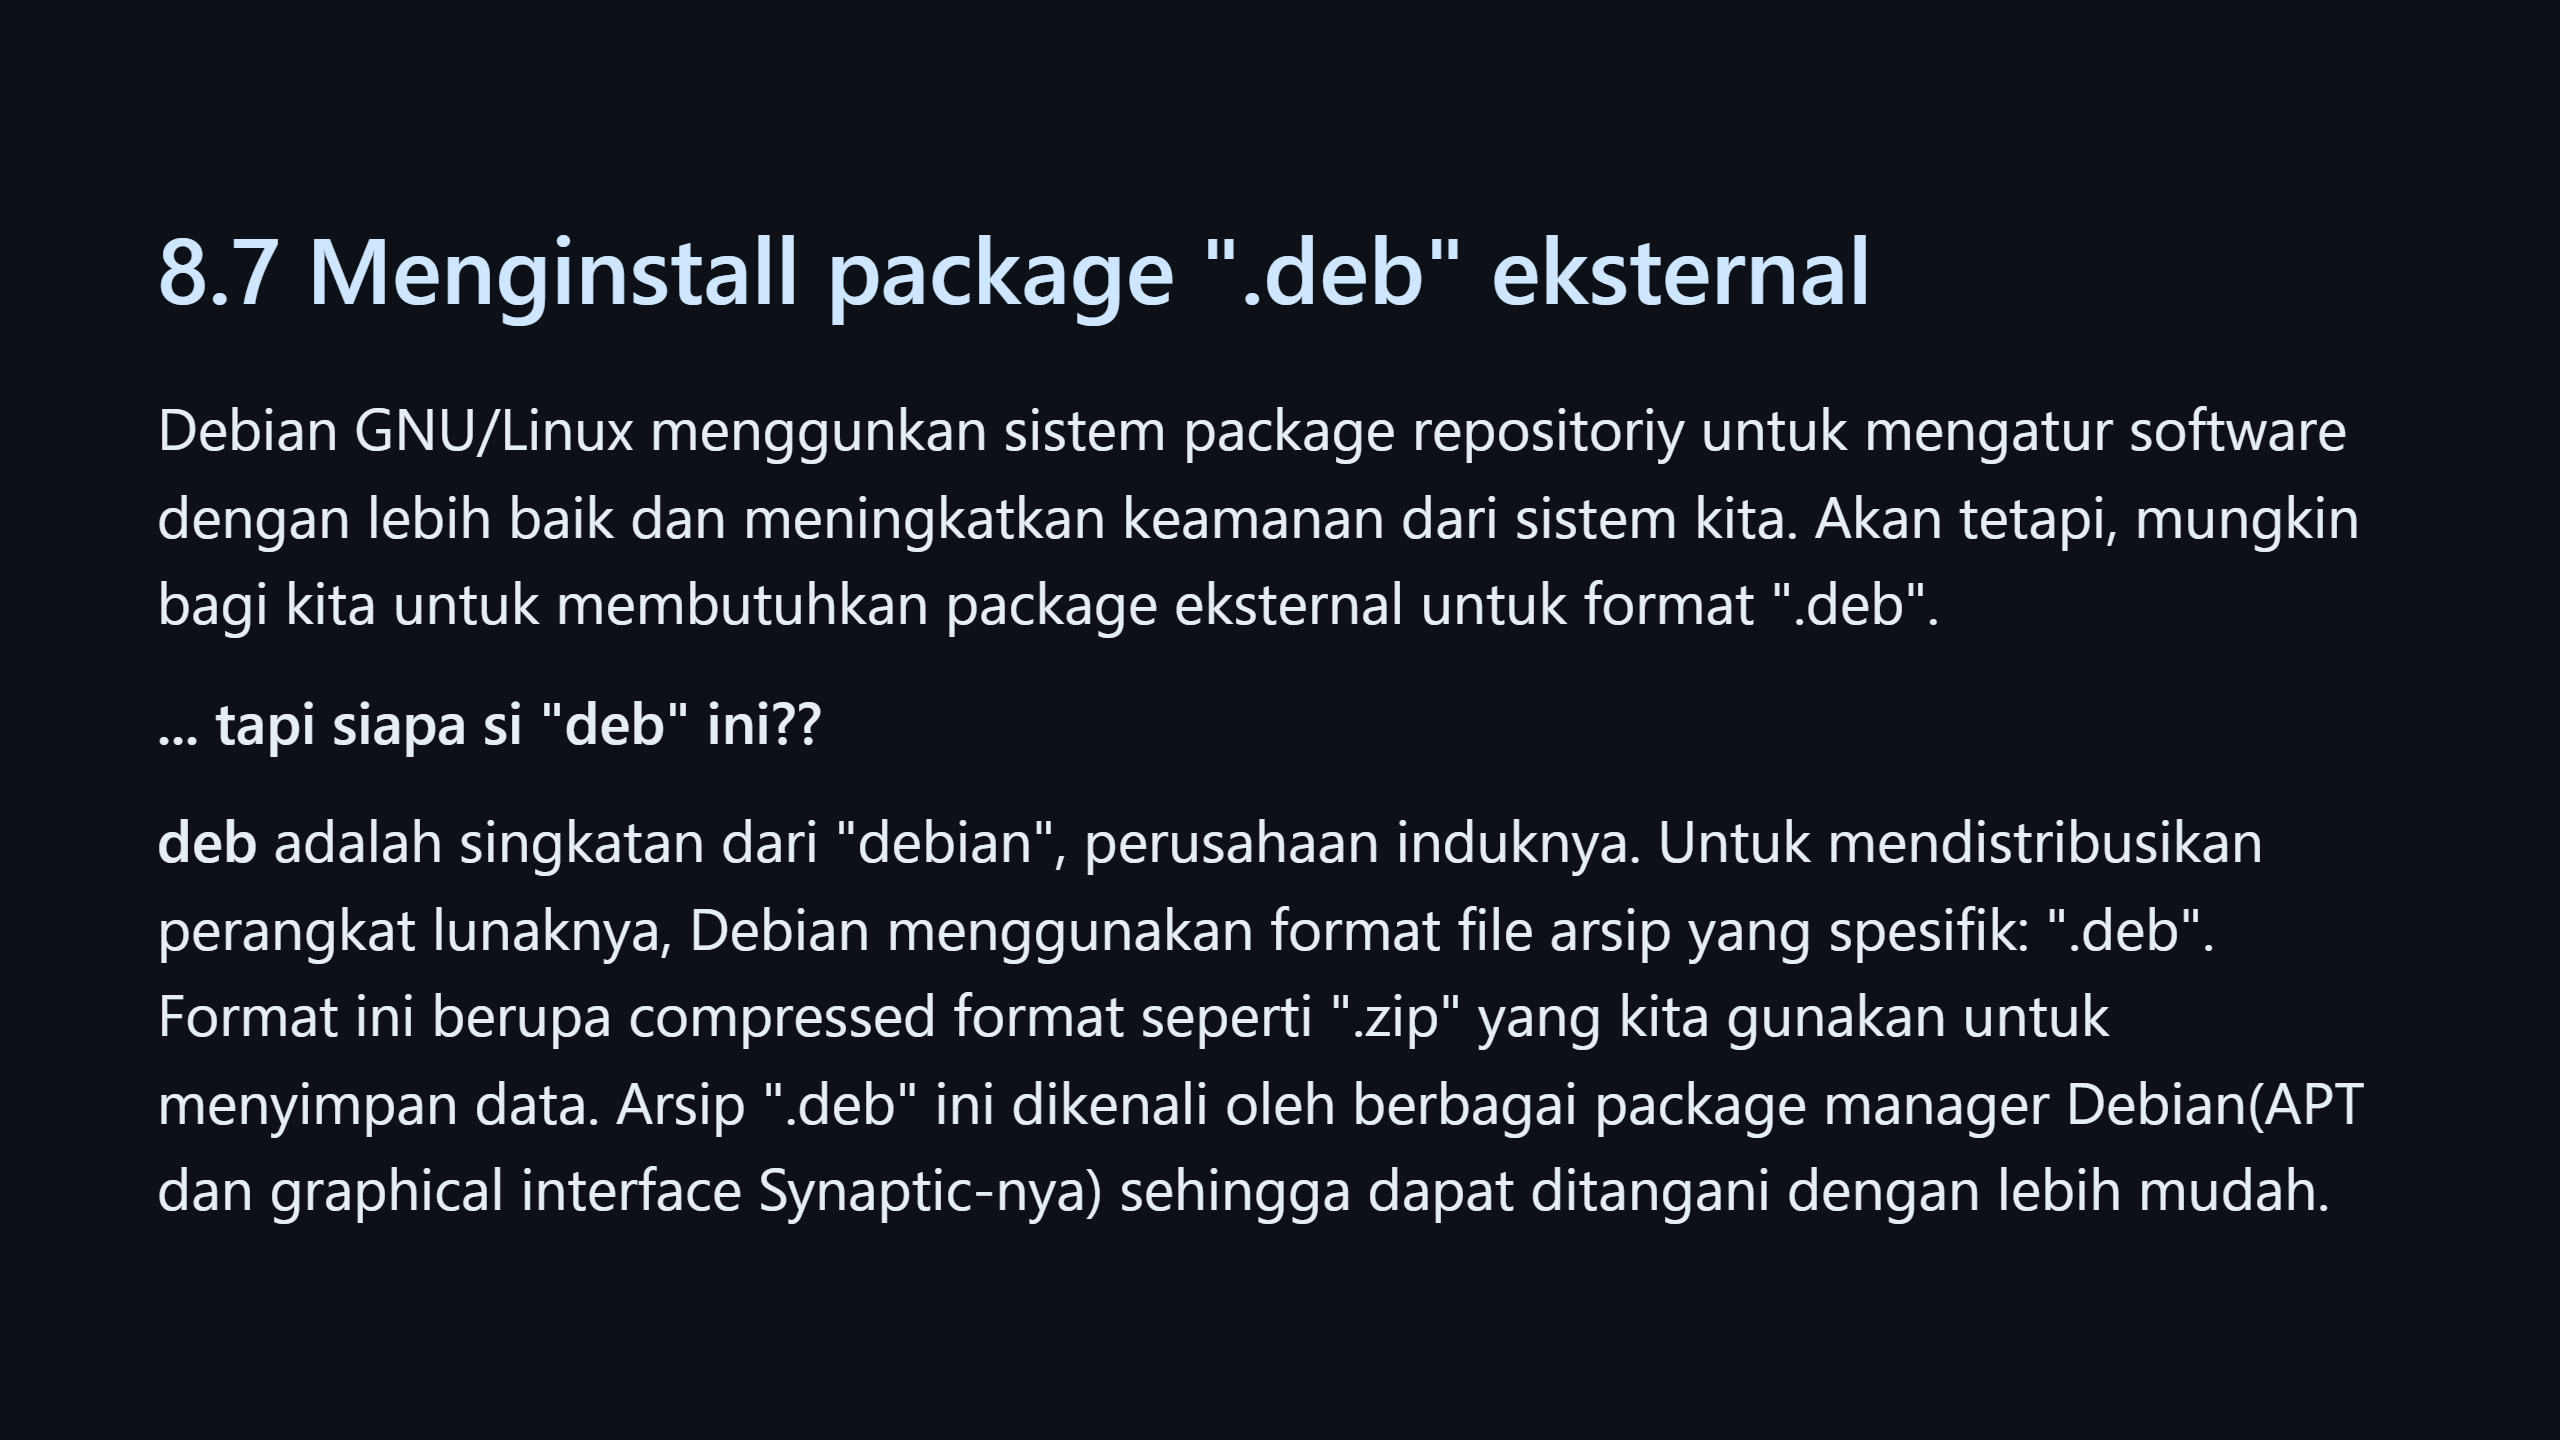 8.7 Menginstall package ".deb" eksternal
Debian GNU/Linux menggunkan sistem package repositoriy untuk mengatur software
dengan lebih baik dan meningkatkan keamanan dari sistem kita. Akan tetapi, mungkin
bagi kita untuk membutuhkan package eksternal untuk format ".deb".
... tapi siapa si "deb" ini??
deb adalah singkatan dari "debian", perusahaan induknya. Untuk mendistribusikan
perangkat lunaknya, Debian menggunakan format file arsip yang spesifik: ".deb".
Format ini berupa compressed format seperti ".zip" yang kita gunakan untuk
menyimpan data. Arsip ".deb" ini dikenali oleh berbagai package manager Debian(APT
dan graphical interface Synaptic-nya) sehingga dapat ditangani dengan lebih mudah.